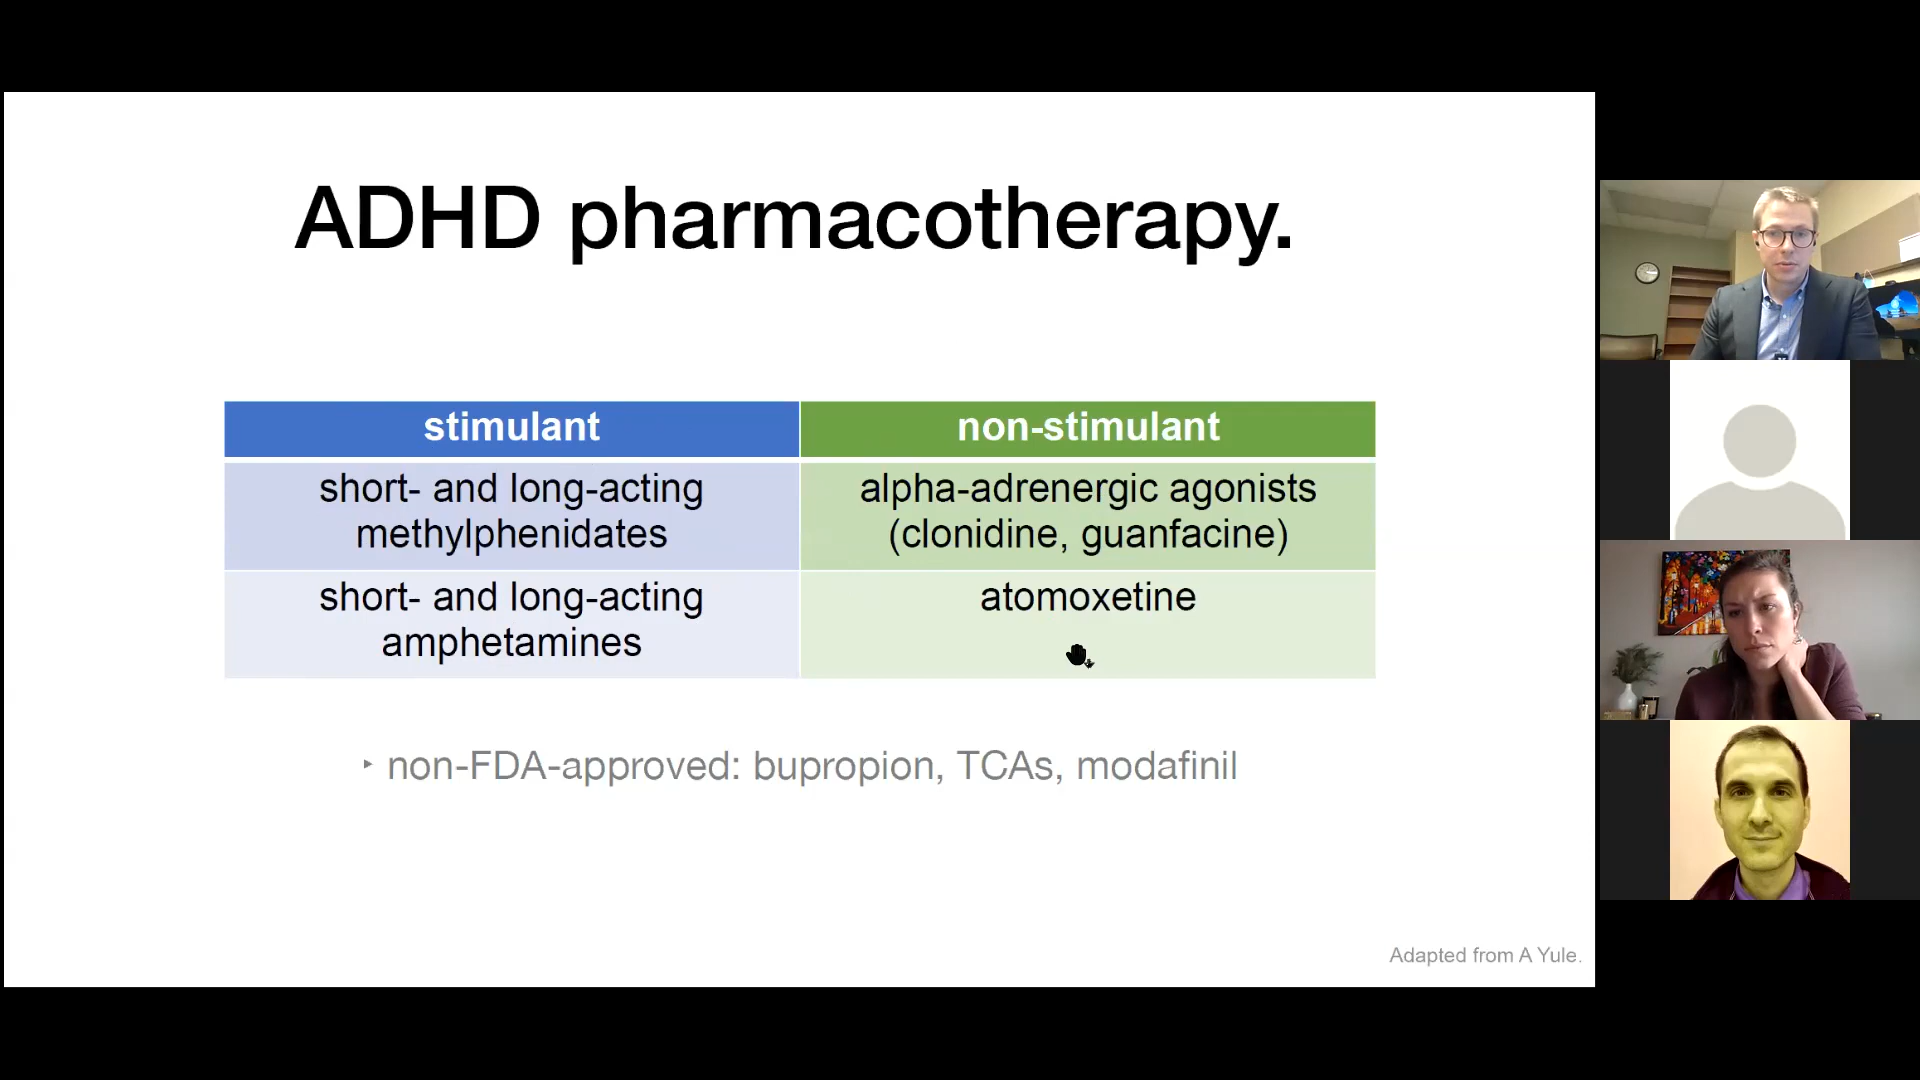 ADHD pharmacotherapy.
stimulant
non-stimulant
short- and long-acting
methylphenidates
alpha-adrenergic agonists
(clonidine, guanfacine)
short- and long-acting
amphetamines
atomoxetine
‣ non-FDA-approved: bupropion, TCAs, modafinil
Adapted from A Yule.